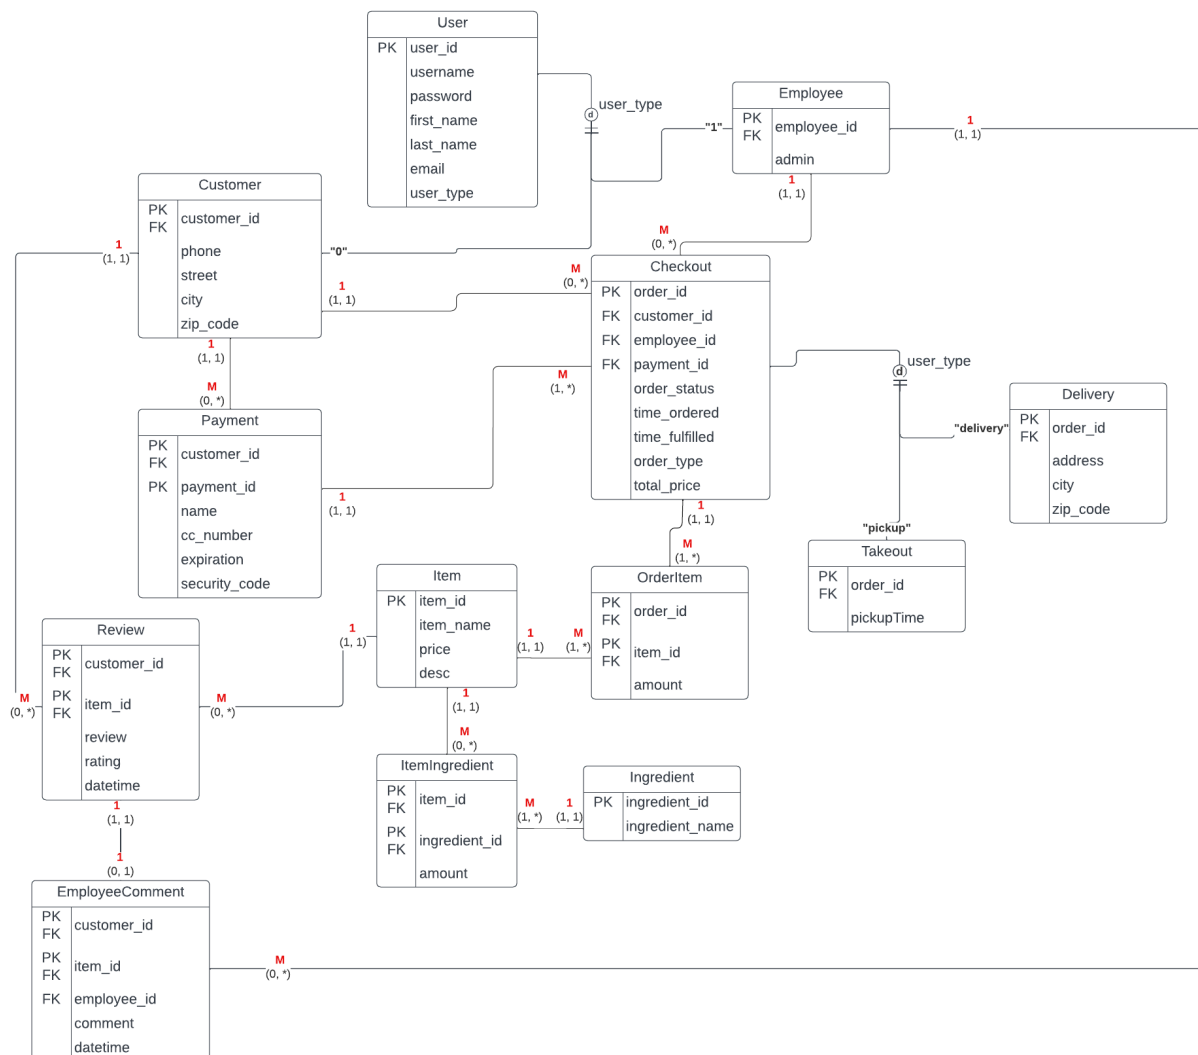 User
PK user_id
username
password
first_name
last_name
email
user_type
user_type
Employee
PK
FK
employee_id
admin
"1"
1
(1, 1)
1
(1, 1)
Customer
PK
FK
customer_id
phone
street
city
zip_code
1
(1, 1)
"0"
1
(1, 1)
1
(1, 1)
d
M
(0, *)
M
(0, *)
Checkout
PK order_id
FK customer_id
FK employee_id
FK payment_id
order_status
time_ordered
time_fulfilled
order_type
total_price
M
(1, *)
1
(1, 1)
d
user_type
"delivery"
"pickup"
Delivery
PK
FK
order_id
address
city
zip_code
Takeout
PK
FK
order_id
pickupTime
M
(0, *)
Payment
PK
FK
customer_id
PK payment_id
name
cc_number
expiration
security_code
1
(1, 1)
Item
PK item_id
item_name
price
desc
1
(1, 1)
1
(1, 1)
1
(1, 1)
M
(1, *)
M
(1, *)
OrderItem
PK
FK
order_id
PK
FK
item_id
amount
Review
PK
FK
customer_id
PK
FK
item_id
review
rating
datetime
M
(0, *)
M
(0, *)
1
(1, 1)
M
(0, *)
ItemIngredient
PK
FK
item_id
PK
FK
ingredient_id
amount
M
(1, *)
1
(1, 1)
Ingredient
PK ingredient_id
ingredient_name
1
(0, 1)
EmployeeComment
PK
FK
customer_id
PK
FK
item_id
FK employee_id
comment
datetime
M
(0, *)